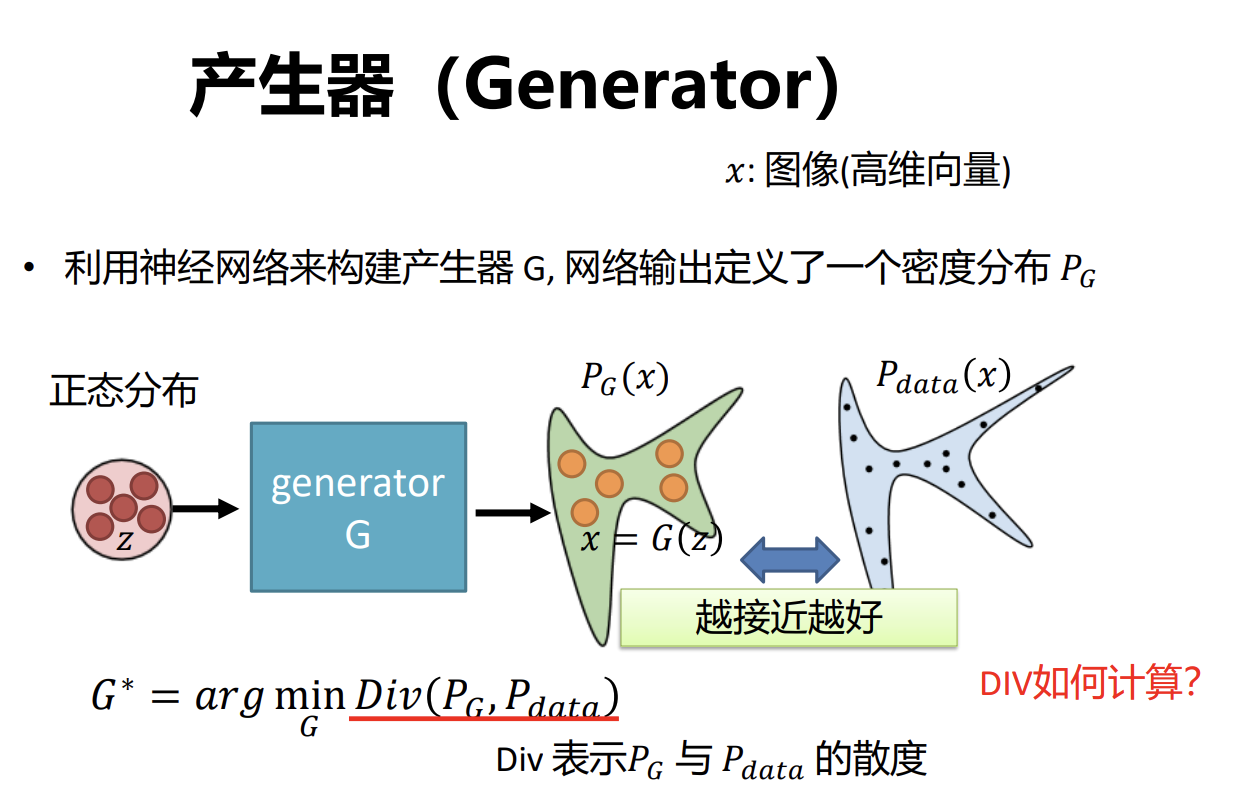 产生器（Generator）
x: 图像(高维向量)
• 利用神经网络来构建产生器 G, 网络输出定义了一个密度分布 P_G
正态分布
P_G(x)
P_data(x)
generator
G
z
x = G(z)
越接近越好
DIV如何计算?
G* = arg min_G Div(P_G, P_data)
Div 表示P_G 与 P_data 的散度